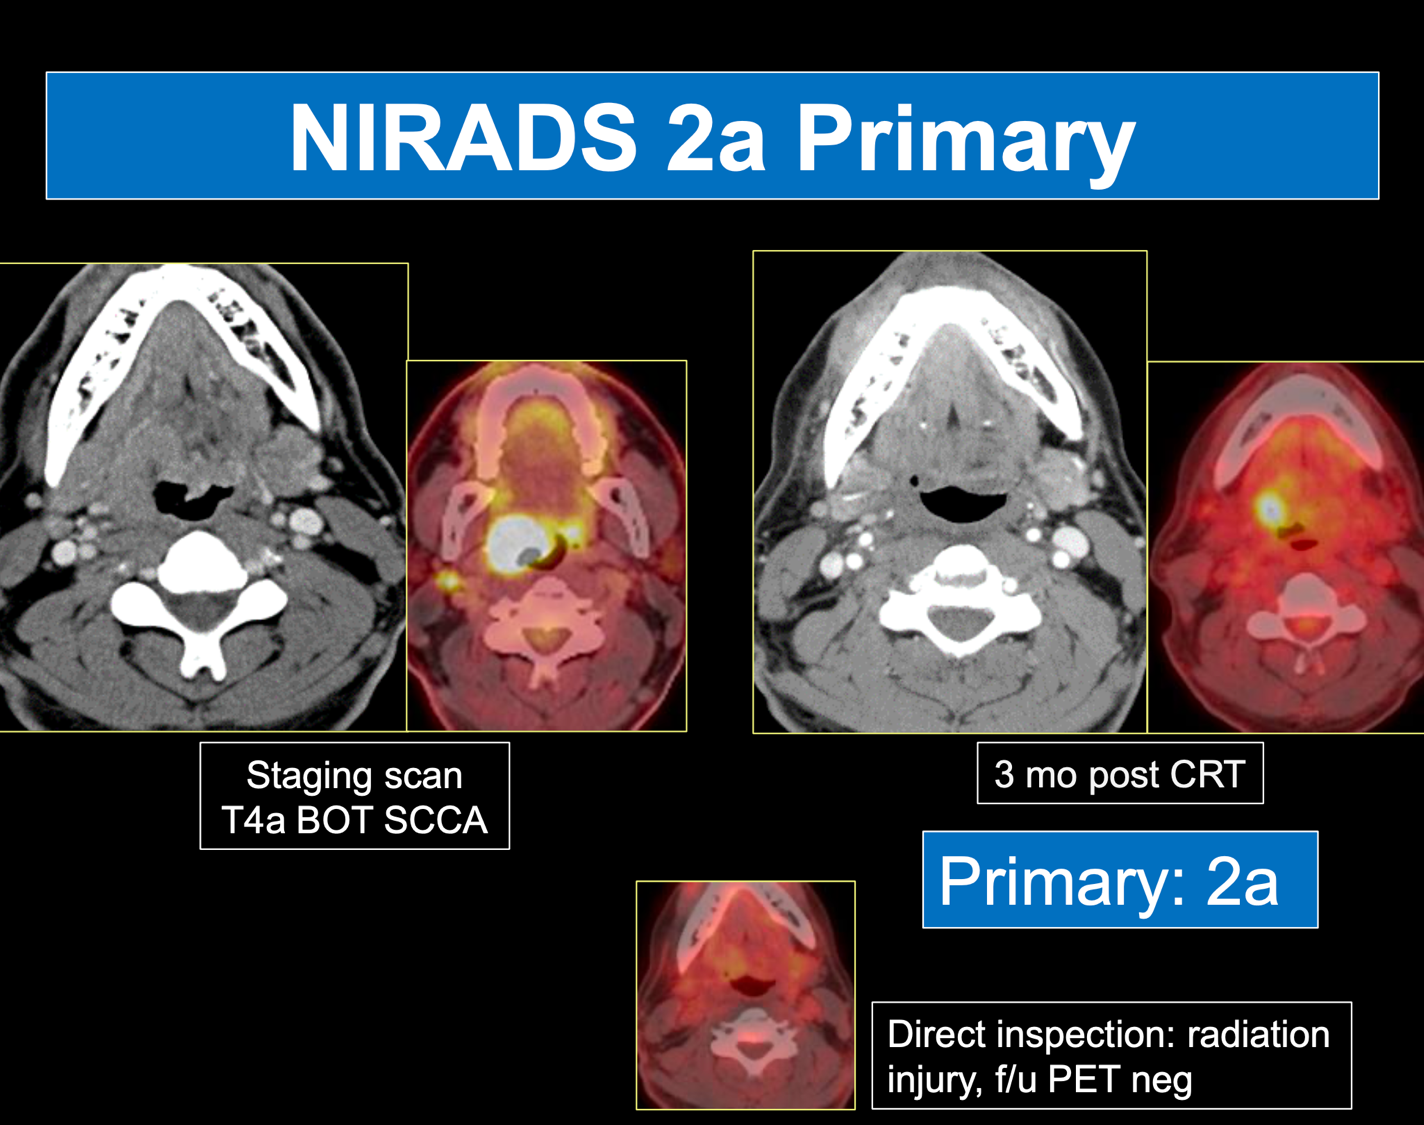 NIRADS 2a Primary
Staging scan
T4a BOT SCCA
3 mo post CRT
Primary: 2a
Direct inspection: radiation
injury, f/u PET neg